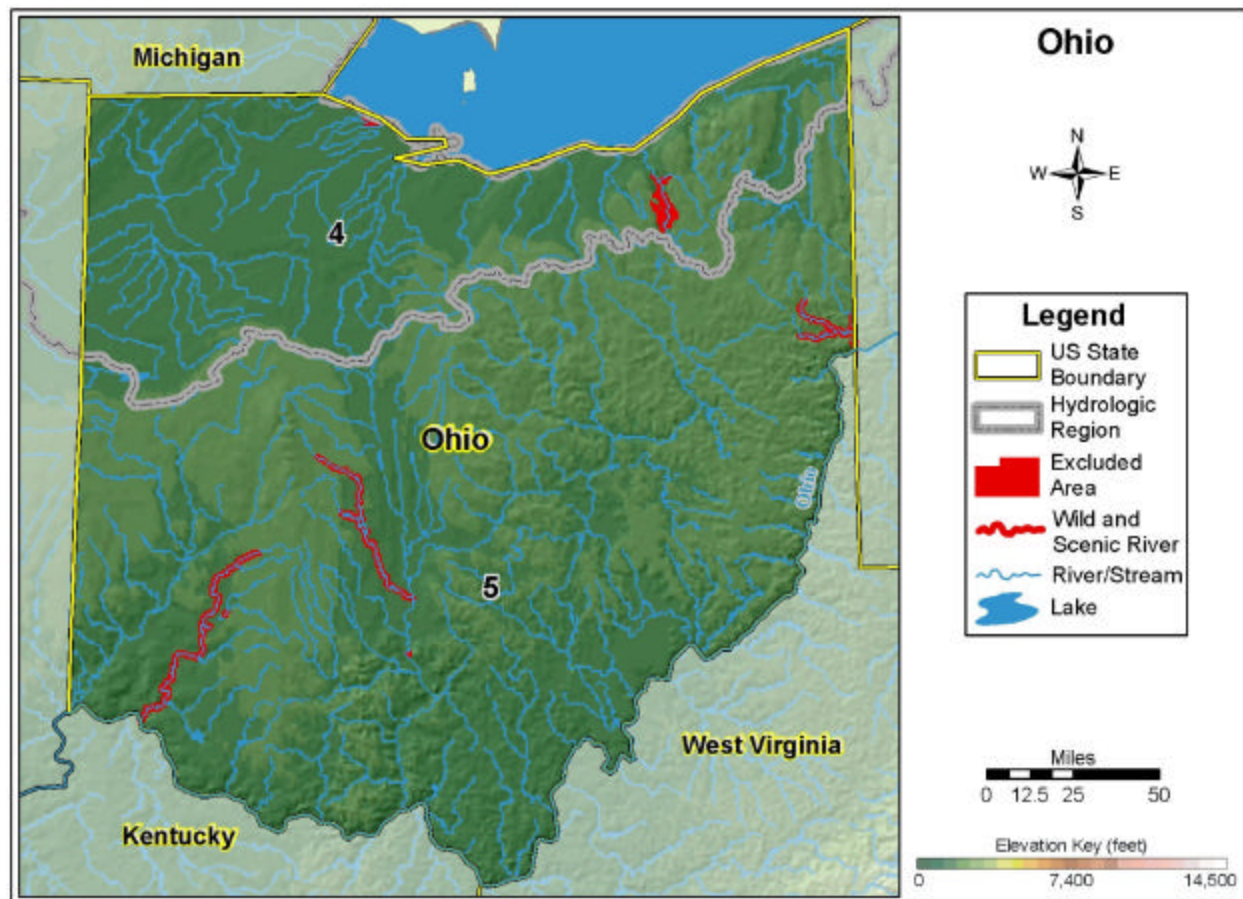 Michigan
4
Ohio
Ohio
5
West Virginia
Kentucky
Ohio
N
W E
S
Legend
US State
Boundary
Hydrologic
Region
Excluded
Area
Wild and
Scenic River
River/Stream
Lake
Miles
0 12.5 25 50
Elevation Key (feet)
0 7,400 14,500